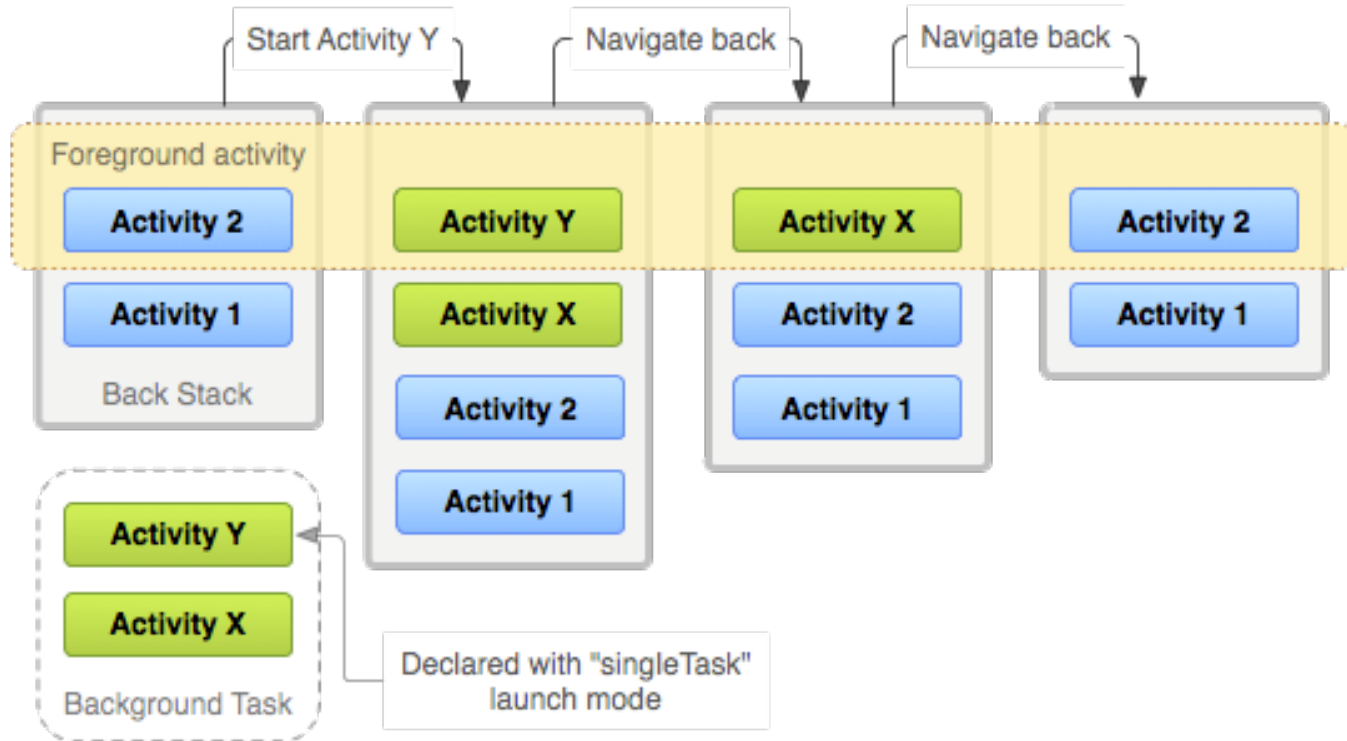 Start Activity Y
Navigate back
Navigate back
Foreground activity
Activity 2
Activity 1
Back Stack
Activity Y
Activity X
Activity 2
Activity 1
Activity X
Activity 2
Activity 1
Activity 2
Activity 1
Activity Y
Activity X
Background Task
Declared with "singleTask"
launch mode